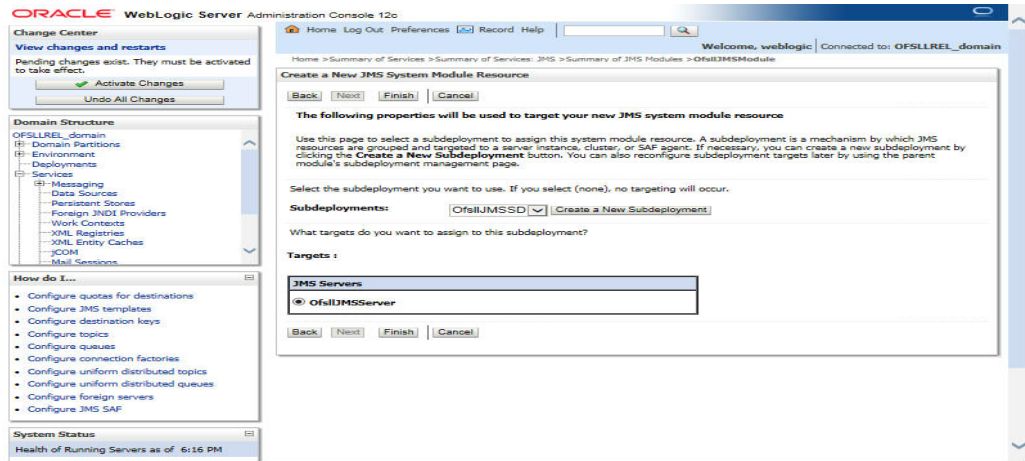 ORACLE WebLogic Server Administration Console 12c
Change Center
View changes and restarts
Pending changes exist. They must be activated
to take effect.
Activate Changes
Undo All Changes
Domain Structure
OFSLLREL_domain
Domain Partitions
Environment
Deployments
Services
Messaging
Data Sources
Persistent Stores
Foreign JNDI Providers
Work Contexts
XML Registries
XML Entity Caches
jCOM
Mail Sessions
How do I...
Configure quotas for destinations
Configure JMS templates
Configure destination keys
Configure topics
Configure queues
Configure connection factories
Configure uniform distributed topics
Configure uniform distributed queues
Configure foreign servers
Configure JMS SAF
System Status
Health of Running Servers as of 6:16 PM
Home Log Out Preferences Record Help
Welcome, weblogic Connected to: OFSLLREL_domain
Home >Summary of Services >Summary of Services: JMS >Summary of JMS Modules >OfsllJMSModule
Create a New JMS System Module Resource
Back Next Finish Cancel
The following properties will be used to target your new JMS system module resource
Use this page to select a subdeployment to assign this system module resource. A subdeployment is a mechanism by which JMS
resources are grouped and targeted to a server instance, cluster, or SAF agent. If necessary, you can create a new subdeployment by
clicking the Create a New Subdeployment button. You can also reconfigure subdeployment targets later by using the parent
module's subdeployment management page.
Select the subdeployment you want to use. If you select (none), no targeting will occur.
Subdeployments: OfsllJMSSD Create a New Subdeployment
What targets do you want to assign to this subdeployment?
Targets :
JMS Servers
OfsllJMSServer
Back Next Finish Cancel